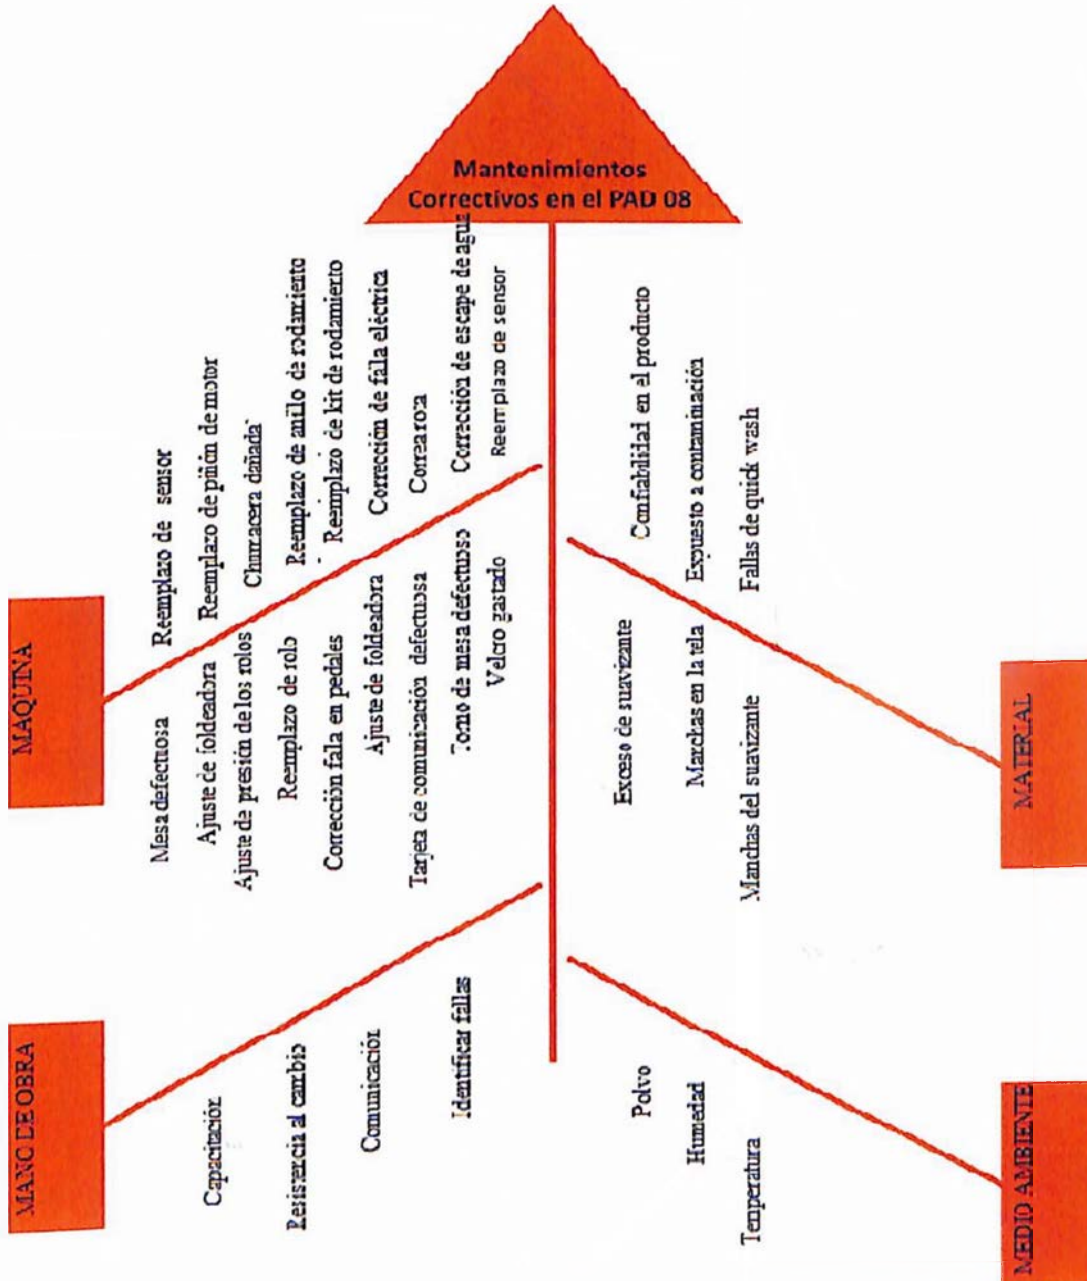 MANO DE OBRA
MAQUINA
Capacitación
Resistencia al cambio
Comunicación
Identificar fallas
Mesa defectuosa
Ajuste de foldeadora
Ajuste de presión de los rolos
Reemplazo de rolo
Corrección falla en pedales
Ajuste de foldeadora
Tarjeta de comunicación defectuosa
Torno de mesa defectuoso
Velcro gastado
Reemplazo de sensor
Reemplazo de piñón de motor
Chumacera dañada
Reemplazo de anillo de rodamiento
Reemplazo de kit de rodamiento
Corrección de falla eléctrica
Correa rota
Corrección de escape de agua
Reemplazo de sensor
Mantenimientos
Correctivos en el PAD 08
Polvo
Humedad
Temperatura
Exceso de suavizante
Marchas en la tela
Manchas del suavizante
Confiabilidad en el producto
Expuesto a contaminación
Fallas de quick wash
MEDIO AMBIENTE
MATERIAL